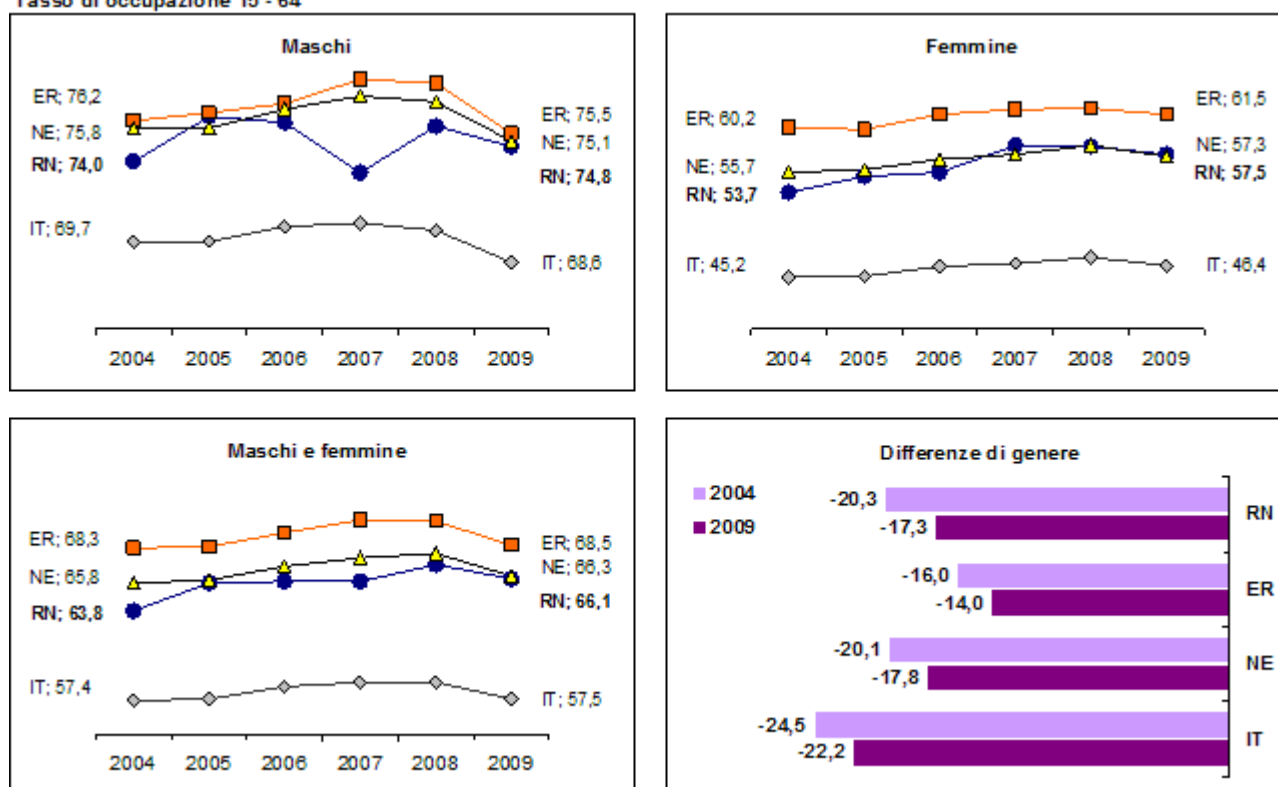 Tasso di occupazione 15 - 64
Maschi
ER; 76,2
NE; 75,8
RN; 74,0
IT; 69,7
ER; 75,5
NE; 75,1
RN; 74,8
IT; 68,6
2004 2005 2006 2007 2008 2009
Femmine
ER; 60,2
NE; 55,7
RN; 53,7
IT; 45,2
ER; 61,5
NE; 57,3
RN; 57,5
IT; 46,4
2004 2005 2006 2007 2008 2009
Maschi e femmine
ER; 68,3
NE; 65,8
RN; 63,8
IT; 57,4
ER; 68,5
NE; 66,3
RN; 66,1
IT; 57,5
2004 2005 2006 2007 2008 2009
Differenze di genere
2004
2009
-20,3
-17,3
RN
-16,0
-14,0
ER
-20,1
-17,8
NE
-24,5
-22,2
IT